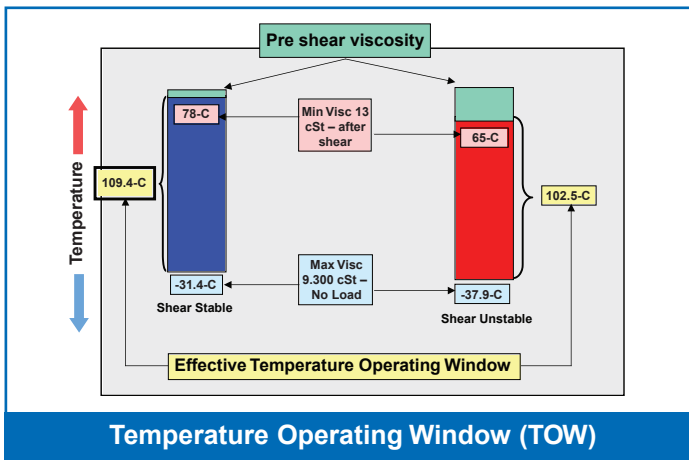 Pre shear viscosity
78-C
Min Visc 13
cSt – after
shear
65-C
109.4-C
102.5-C
Temperature
-31.4-C
Max Visc
9.300 cSt –
No Load
-37.9-C
Shear Stable
Shear Unstable
Effective Temperature Operating Window
Temperature Operating Window (TOW)